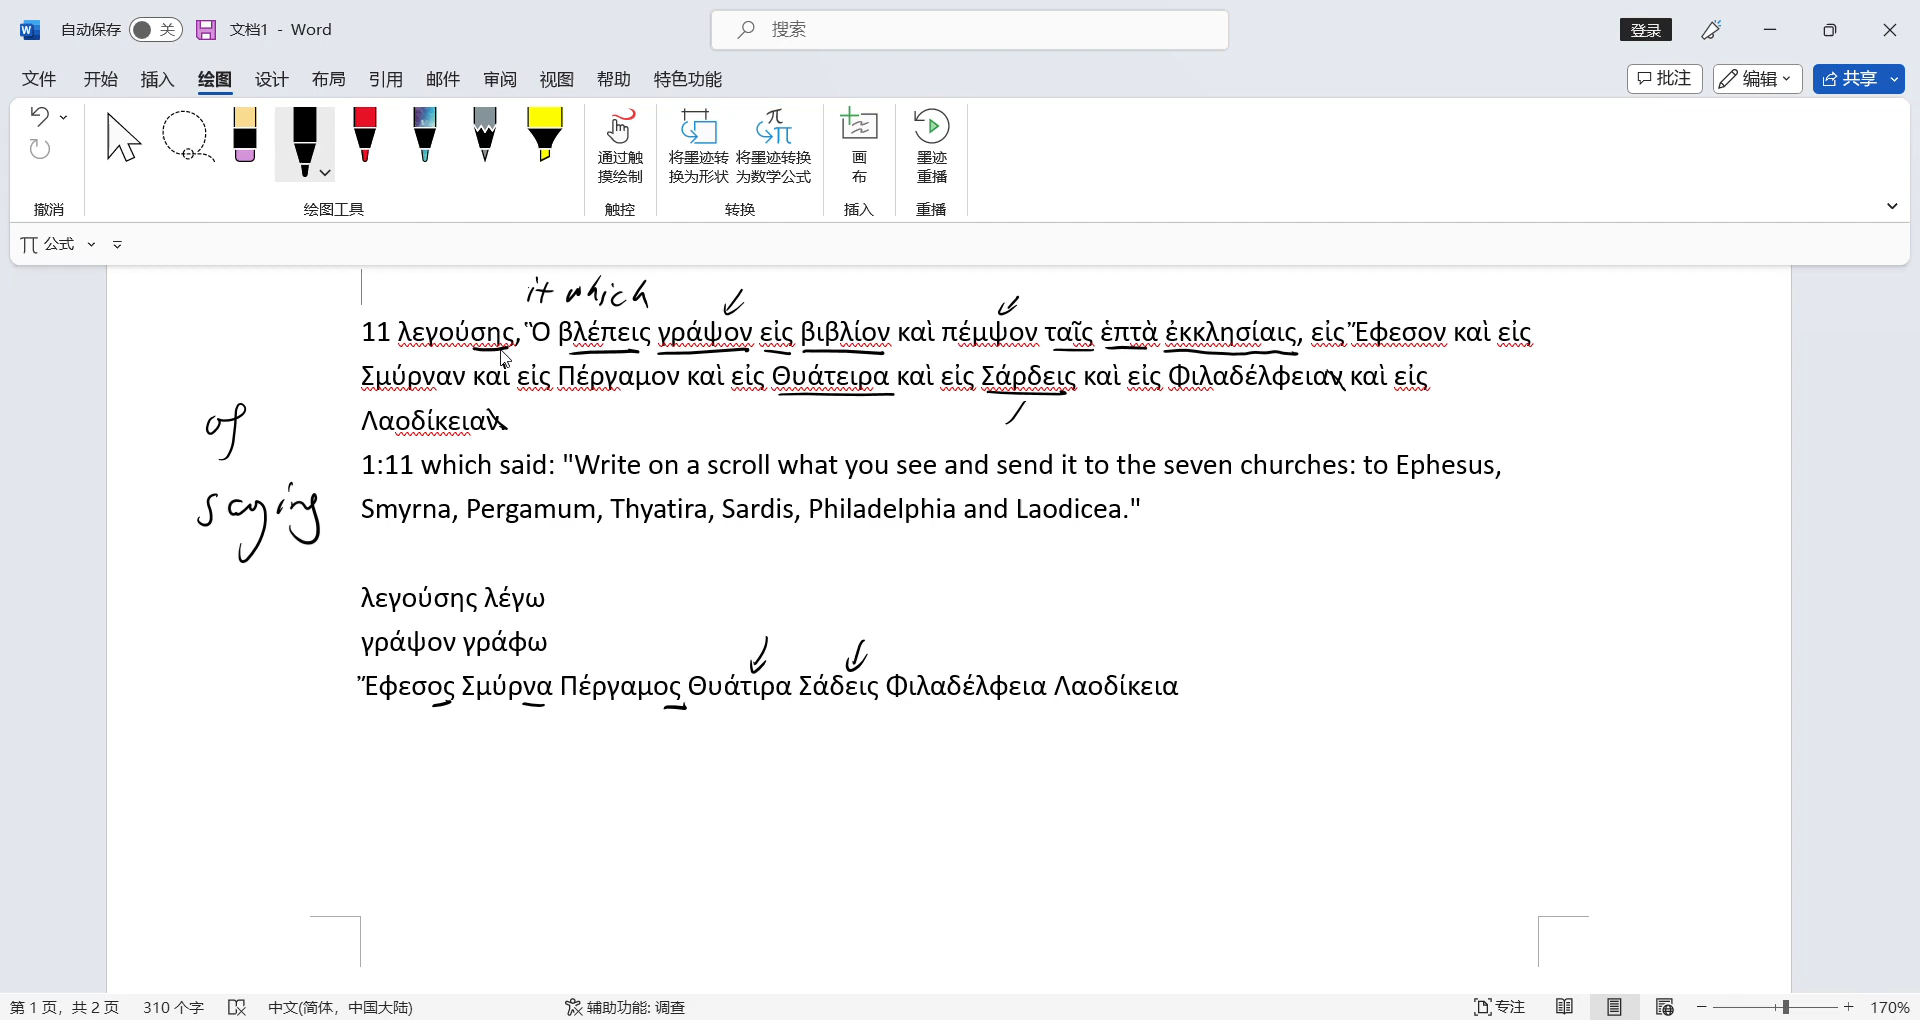 自动保存 关 文档1 - Word 搜索 登录
文件 开始 插入 绘图 设计 布局 引用 邮件 审阅 视图 帮助 特色功能 批注 编辑 共享
通过触摸绘制 将墨迹转换为形状 将墨迹转换为数学公式 画布 墨迹重播
撤消 绘图工具 触控 转换 插入 重播
公式
it which
11 λεγούσης, Ὃ βλέπεις γράψον εἰς βιβλίον καὶ πέμψον ταῖς ἑπτὰ ἐκκλησίαις, εἰς Ἔφεσον καὶ εἰς
Σμύρναν καὶ εἰς Πέργαμον καὶ εἰς Θυάτειρα καὶ εἰς Σάρδεις καὶ εἰς Φιλαδέλφειαν καὶ εἰς
Λαοδίκειαν.
of
1:11 which said: "Write on a scroll what you see and send it to the seven churches: to Ephesus,
Smyrna, Pergamum, Thyatira, Sardis, Philadelphia and Laodicea."
saying
λεγούσης λέγω
γράψον γράφω
Ἔφεσος Σμύρνα Πέργαμος Θυάτιρα Σάδεις Φιλαδέλφεια Λαοδίκεια
第 1 页，共 2 页 310 个字 中文(简体，中国大陆) 辅助功能: 调查 专注 170%